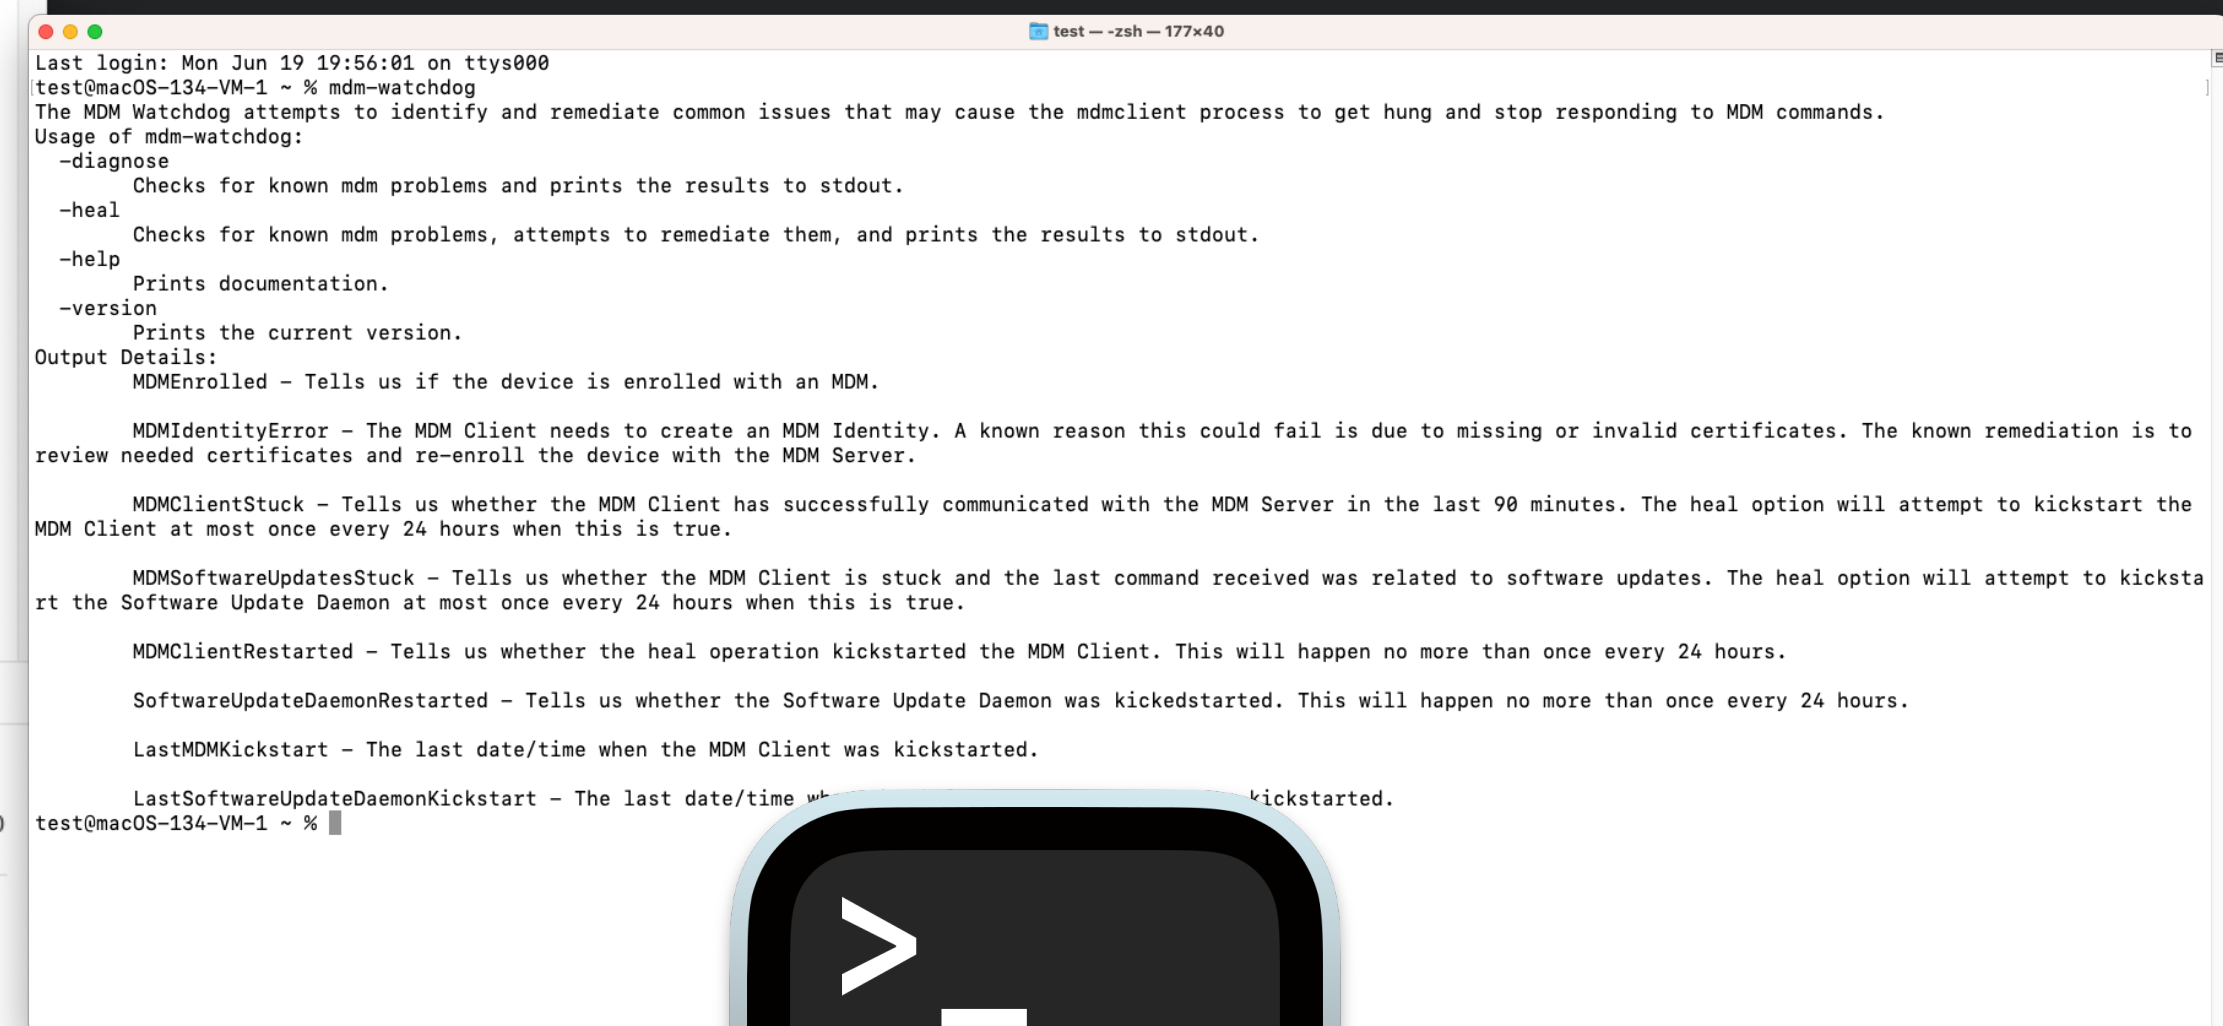 test — -zsh — 177×40
Last login: Mon Jun 19 19:56:01 on ttys000
[test@macOS-134-VM-1 ~ % mdm-watchdog ]
The MDM Watchdog attempts to identify and remediate common issues that may cause the mdmclient process to get hung and stop responding to MDM commands.
Usage of mdm-watchdog:
-diagnose
Checks for known mdm problems and prints the results to stdout.
-heal
Checks for known mdm problems, attempts to remediate them, and prints the results to stdout.
-help
Prints documentation.
-version
Prints the current version.
Output Details:
MDMEnrolled - Tells us if the device is enrolled with an MDM.
MDMIdentityError - The MDM Client needs to create an MDM Identity. A known reason this could fail is due to missing or invalid certificates. The known remediation is to
review needed certificates and re-enroll the device with the MDM Server.
MDMClientStuck - Tells us whether the MDM Client has successfully communicated with the MDM Server in the last 90 minutes. The heal option will attempt to kickstart the
MDM Client at most once every 24 hours when this is true.
MDMSoftwareUpdatesStuck - Tells us whether the MDM Client is stuck and the last command received was related to software updates. The heal option will attempt to kicksta
rt the Software Update Daemon at most once every 24 hours when this is true.
MDMClientRestarted - Tells us whether the heal operation kickstarted the MDM Client. This will happen no more than once every 24 hours.
SoftwareUpdateDaemonRestarted - Tells us whether the Software Update Daemon was kickedstarted. This will happen no more than once every 24 hours.
LastMDMKickstart - The last date/time when the MDM Client was kickstarted.
LastSoftwareUpdateDaemonKickstart - The last date/time kickstarted.
test@macOS-134-VM-1 ~ %
>_